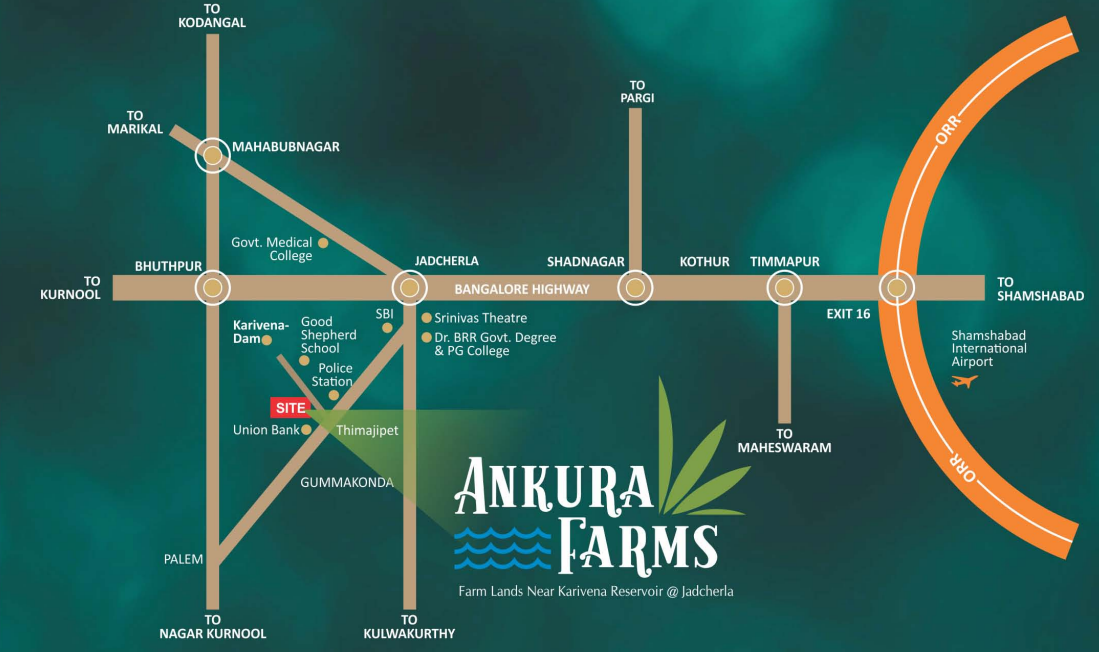 TO
KODANGAL
TO
MARIKAL
MAHABUBNAGAR
TO
PARGI
ORR
Govt. Medical
College
BHUTHPUR
JADCHERLA
SHADNAGAR
KOTHUR
TIMMAPUR
TO
KURNOOL
BANGALORE HIGHWAY
TO
SHAMSHABAD
EXIT 16
Karivena-
Dam
Good
Shepherd
School
SBI
Srinivas Theatre
Dr. BRR Govt. Degree
& PG College
Shamshabad
International
Airport
Police
Station
SITE
Union Bank
Thimajipet
TO
MAHESWARAM
GUMMAKONDA
ORR
ANKURA
FARMS
Farm Lands Near Karivena Reservoir @ Jadcherla
PALEM
TO
NAGAR KURNOOL
TO
KULWAKURTHY